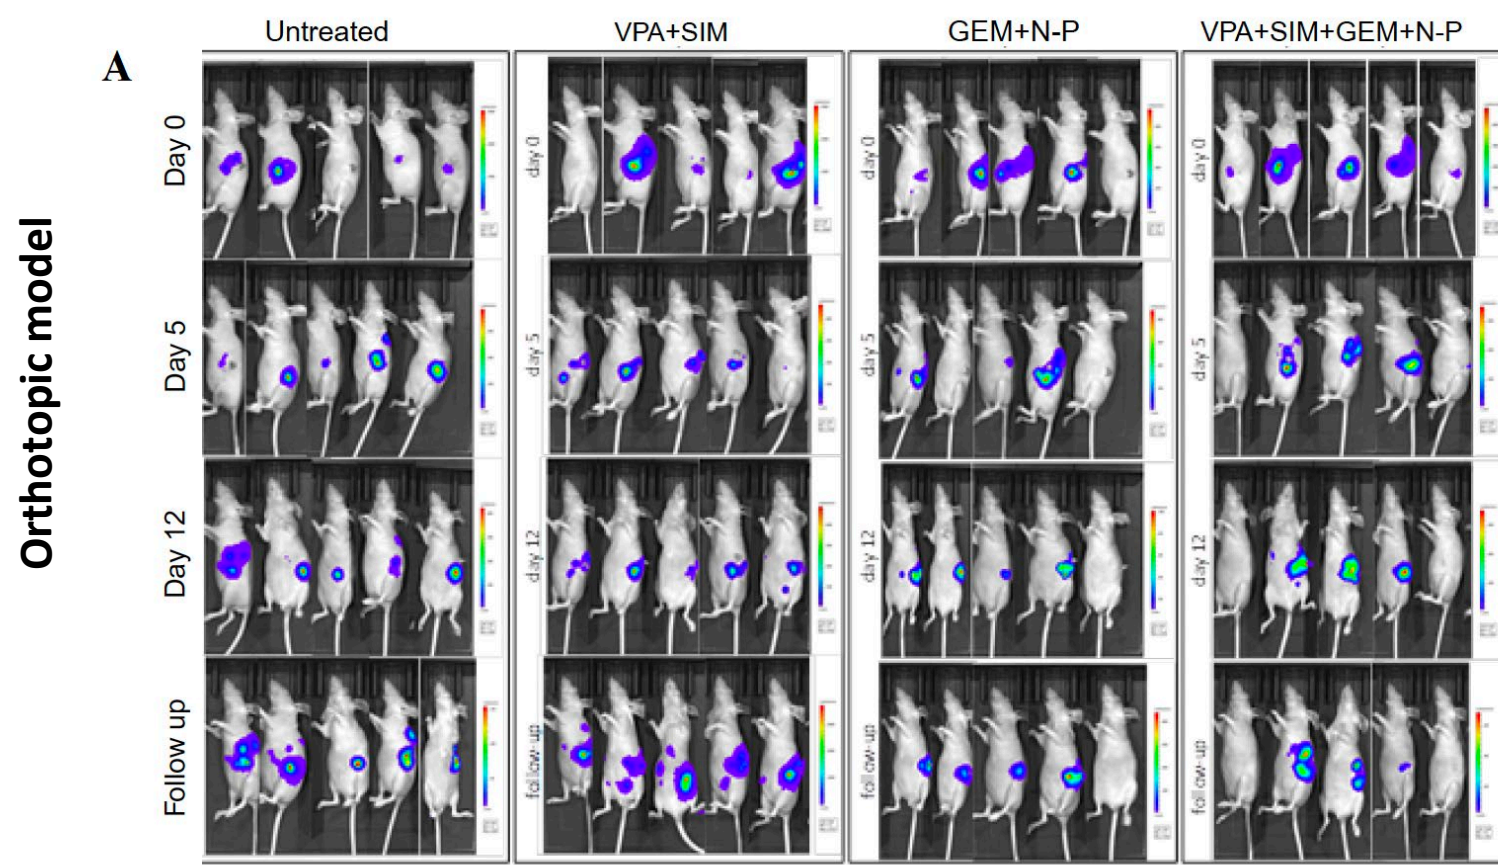 Untreated
VPA+SIM
GEM+N-P
VPA+SIM+GEM+N-P
A
Orthotopic model
Day 0
day 0
day 0
day 0
Day 5
day 5
day 5
day 5
Day 12
day 12
day 12
day 12
Follow up
follow-up
follow-up
follow-up